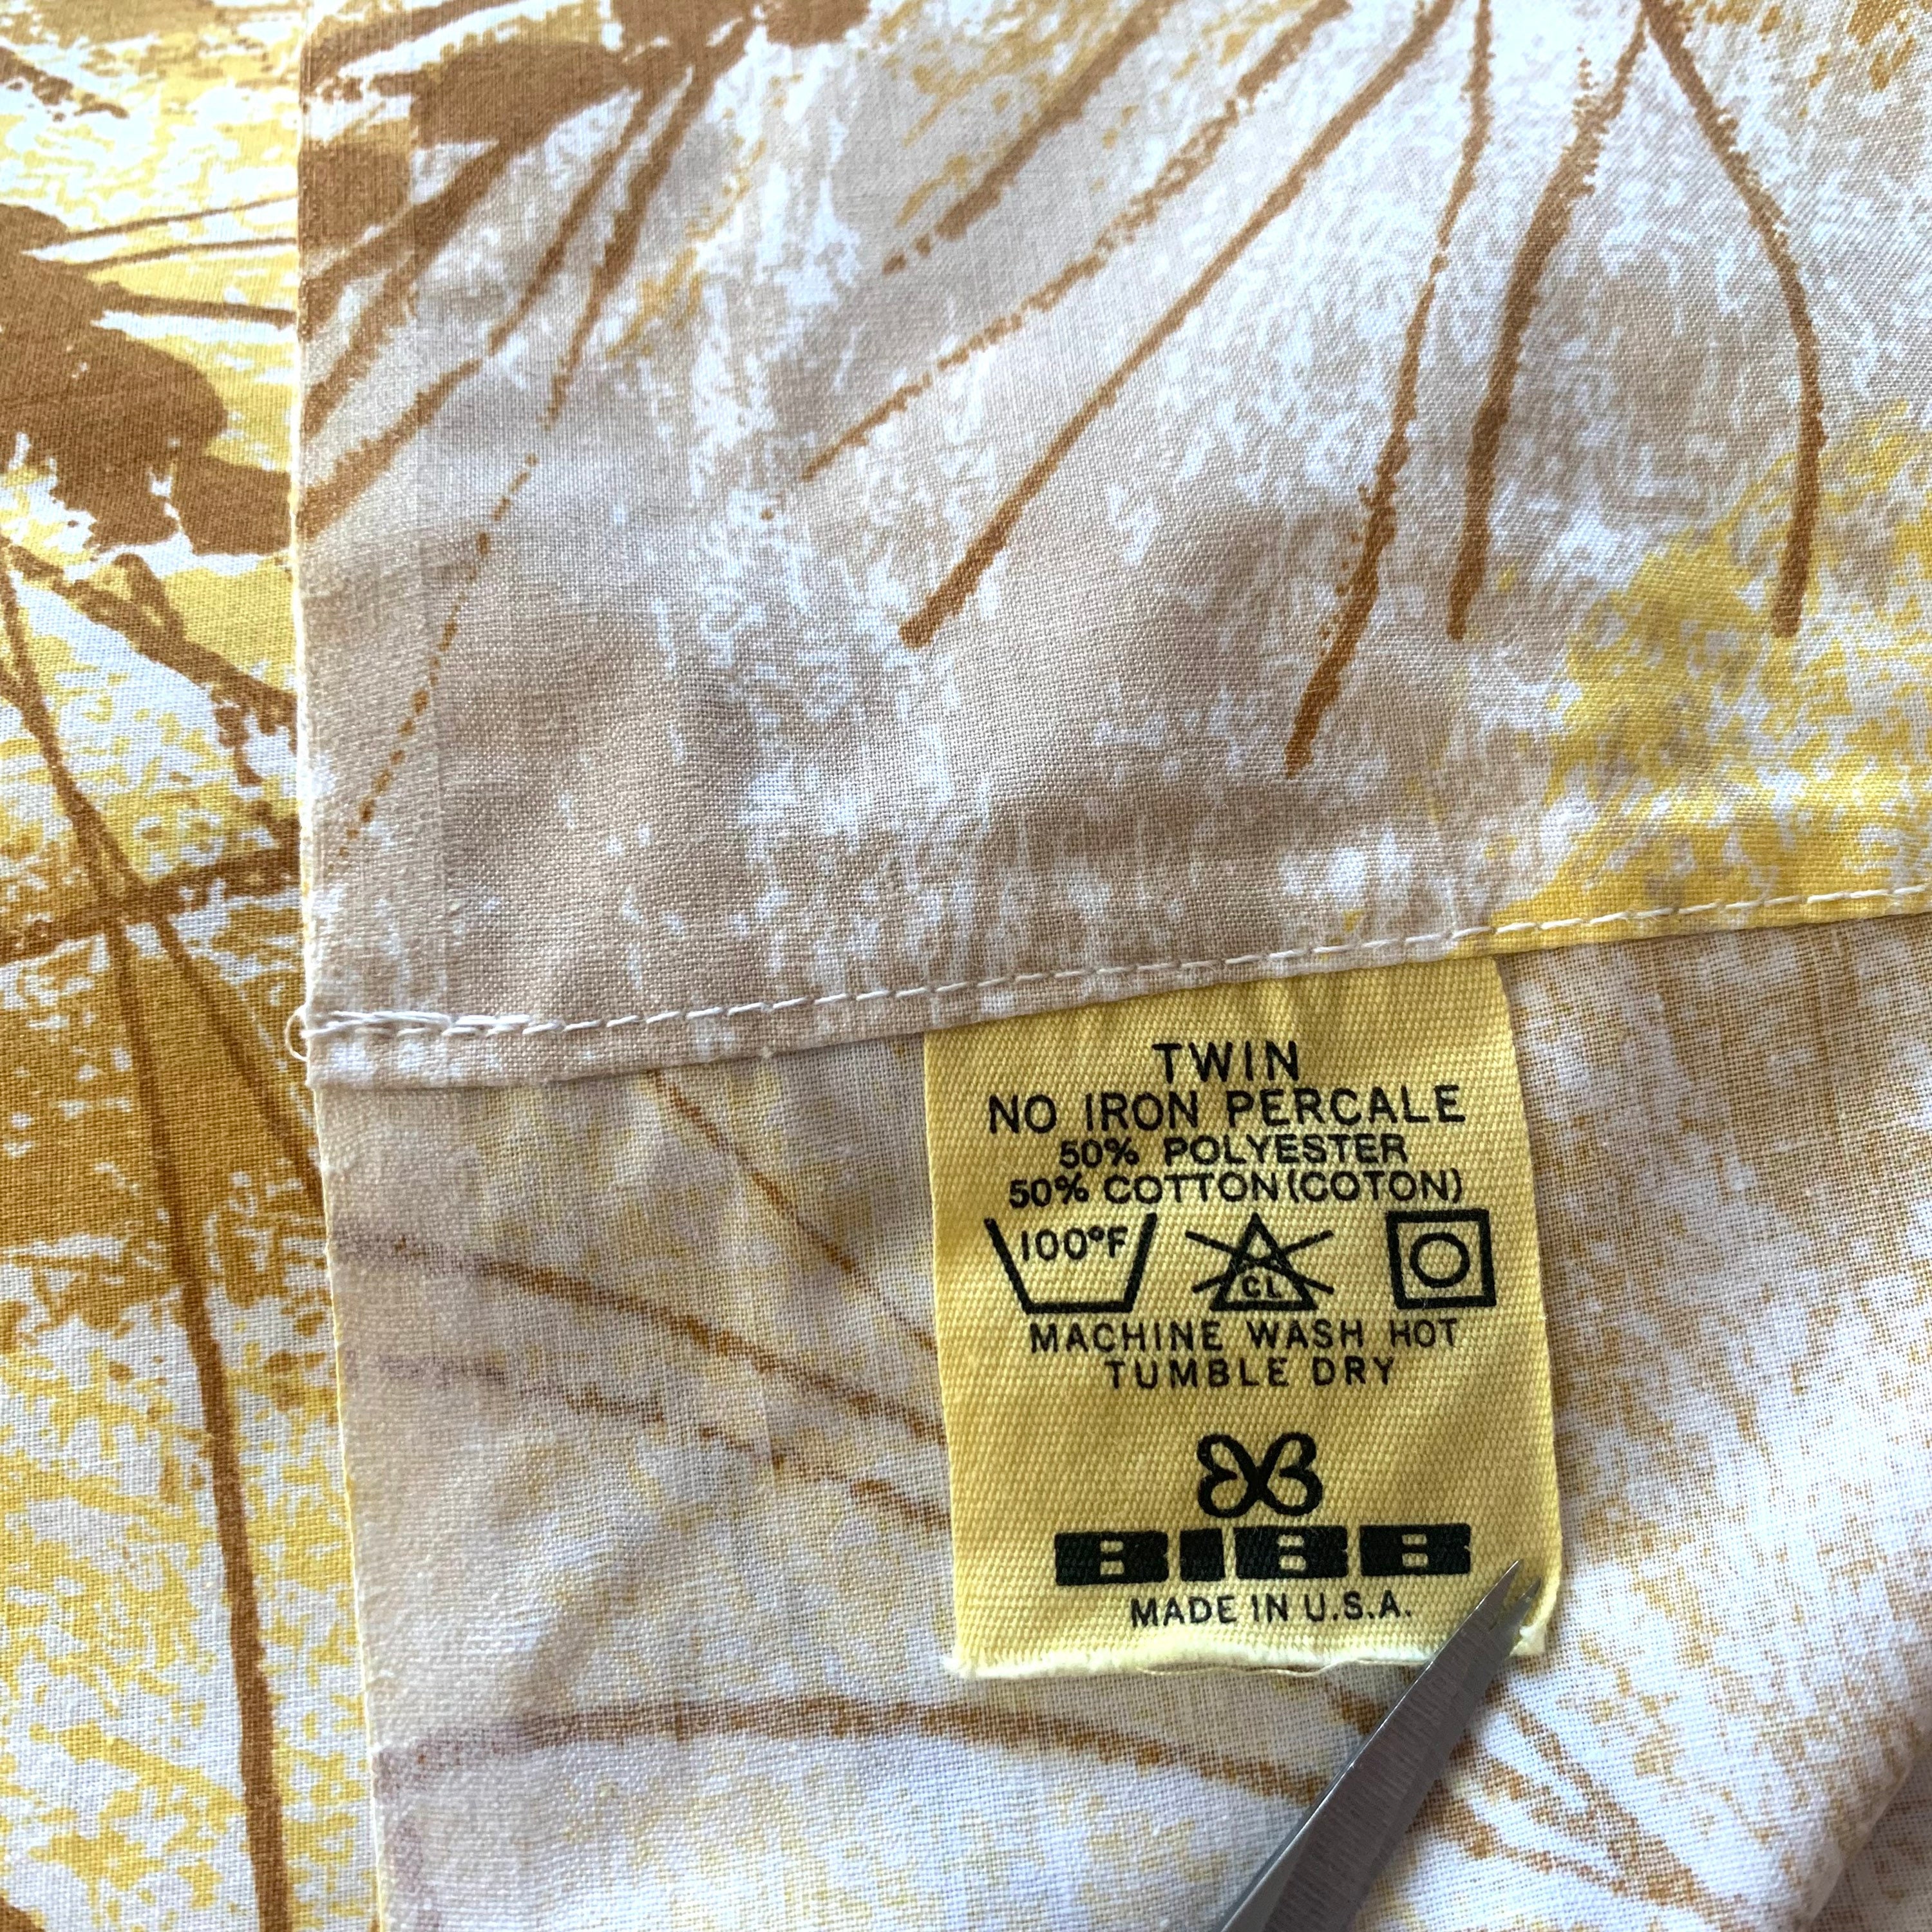 TWIN
NO IRON PERCALE
50% POLYESTER
50% COTTON (COTON)
100°F CL
MACHINE WASH HOT
TUMBLE DRY
BIBB
MADE IN U.S.A.